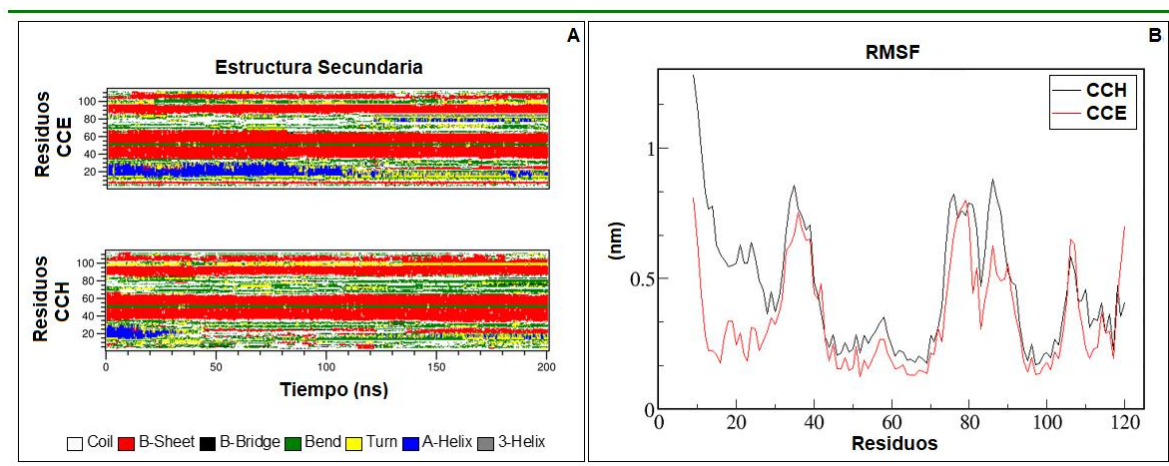 A
Estructura Secundaria
Residuos
CCE
100
80
60
40
20
Residuos
CCH
100
80
60
40
20
0 50 100 150 200
Tiempo (ns)
Coil B-Sheet B-Bridge Bend Turn A-Helix 3-Helix
B
RMSF
CCH
CCE
1
0.5
0
(nm)
0 20 40 60 80 100 120
Residuos